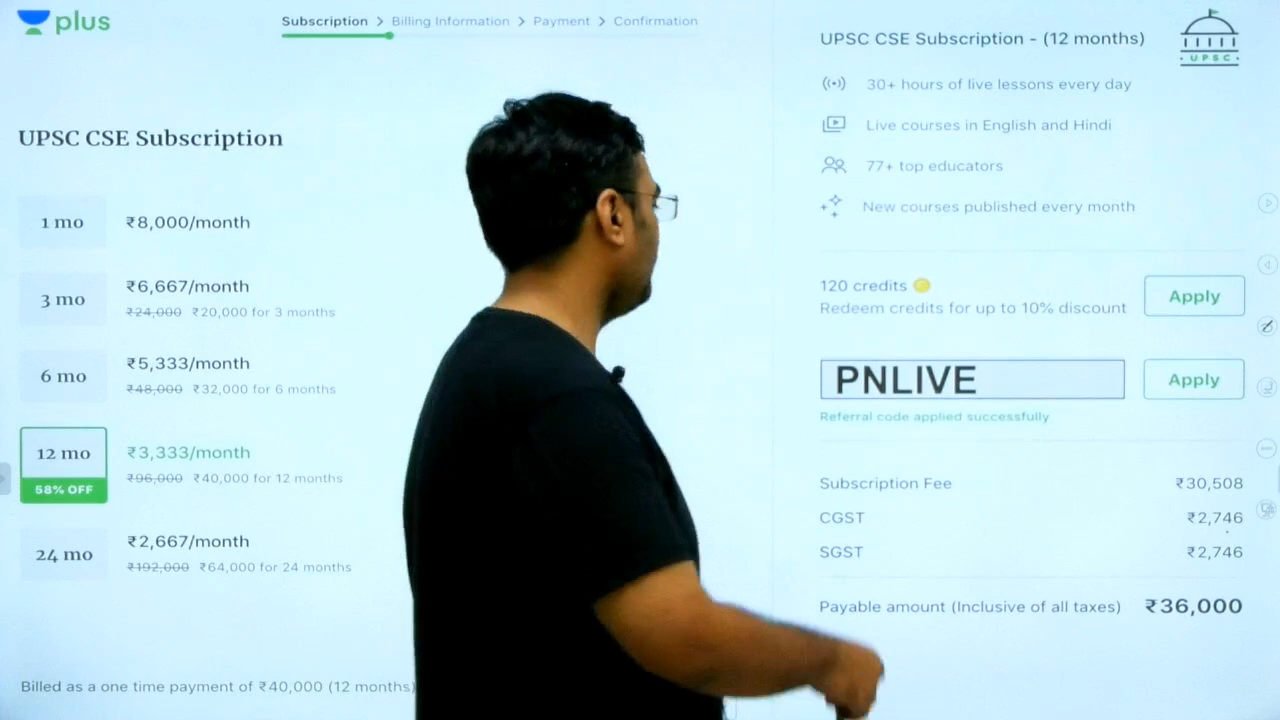 plus
Subscription > Billing Information > Payment > Confirmation
UPSC CSE Subscription
1 mo ₹8,000/month
3 mo ₹6,667/month
₹24,000 ₹20,000 for 3 months
6 mo ₹5,333/month
₹48,000 ₹32,000 for 6 months
12 mo ₹3,333/month
58% OFF ₹96,000 ₹40,000 for 12 months
24 mo ₹2,667/month
₹192,000 ₹64,000 for 24 months
Billed as a one time payment of ₹40,000 (12 months)
UPSC CSE Subscription - (12 months)
UPSC
30+ hours of live lessons every day
Live courses in English and Hindi
77+ top educators
New courses published every month
120 credits
Redeem credits for up to 10% discount
Apply
PNLIVE
Apply
Referral code applied successfully
Subscription Fee ₹30,508
CGST ₹2,746
SGST ₹2,746
Payable amount (Inclusive of all taxes) ₹36,000